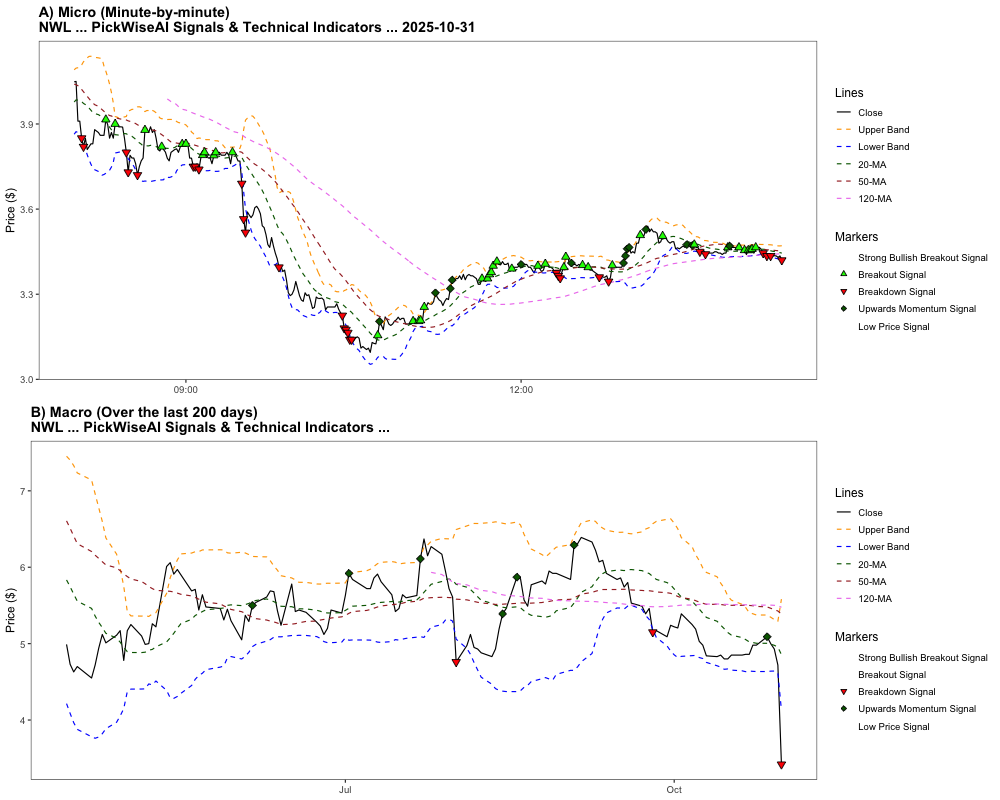 A) Micro (Minute-by-minute)
NWL ... PickWiseAI Signals & Technical Indicators ... 2025-10-31
Price ($)
3.9
3.6
3.3
3.0
09:00
12:00
Lines
Close
Upper Band
Lower Band
20-MA
50-MA
120-MA
Markers
Strong Bullish Breakout Signal
Breakout Signal
Breakdown Signal
Upwards Momentum Signal
Low Price Signal
B) Macro (Over the last 200 days)
NWL ... PickWiseAI Signals & Technical Indicators ...
Price ($)
7
6
5
4
Jul
Oct
Lines
Close
Upper Band
Lower Band
20-MA
50-MA
120-MA
Markers
Strong Bullish Breakout Signal
Breakout Signal
Breakdown Signal
Upwards Momentum Signal
Low Price Signal